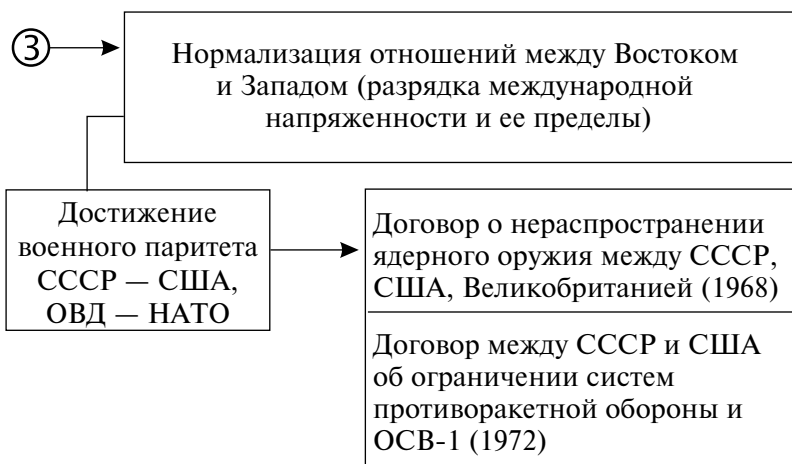 3
Нормализация отношений между Востоком
и Западом (разрядка международной
напряженности и ее пределы)
Достижение
военного паритета
СССР — США,
ОВД — НАТО
Договор о нераспространении
ядерного оружия между СССР,
США, Великобританией (1968)
Договор между СССР и США
об ограничении систем
противоракетной обороны и
ОСВ-1 (1972)